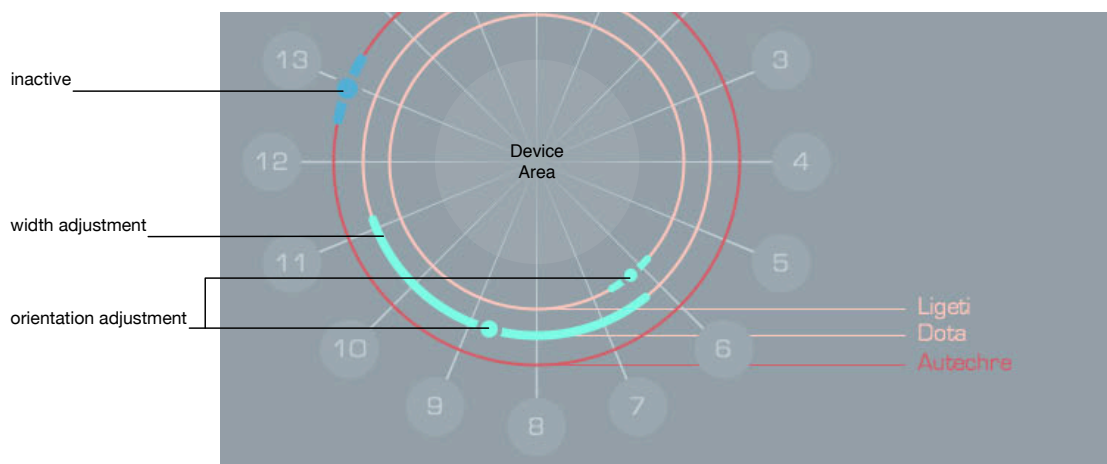 13
3
inactive
Device
Area
12
4
width adjustment
11
5
orientation adjustment
Ligeti
Dota
10
6
Autechre
9
7
8